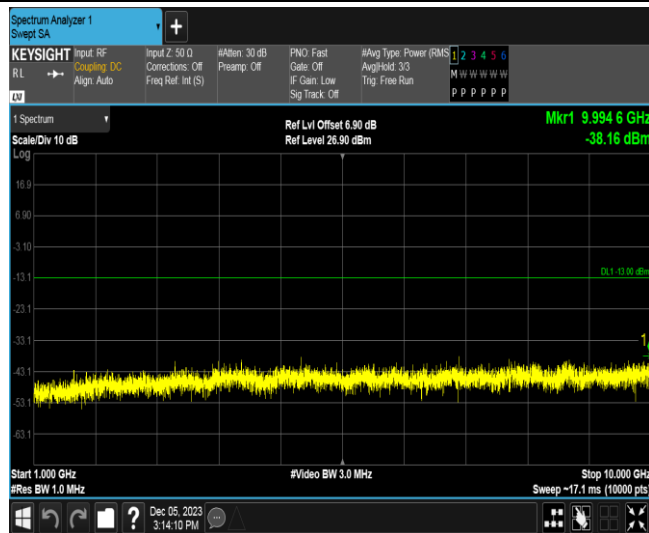 Spectrum Analyzer 1
Swept SA
+
KEYSIGHT
RL
Input: RF
Coupling: DC
Align: Auto
Input Z: 50 Ω
Corrections: Off
Freq Ref: Int (S)
#Atten: 30 dB
Preamp: Off
PNO: Fast
Gate: Off
IF Gain: Low
Sig Track: Off
#Avg Type: Power (RMS
Avg|Hold: 3/3
Trig: Free Run
1 2 3 4 5 6
M W W W W W
P P P P P P
LXI
1 Spectrum
Scale/Div 10 dB
Ref Lvl Offset 6.90 dB
Ref Level 26.90 dBm
Mkr1 9.994 6 GHz
-38.16 dBm
Log
16.9
6.90
-3.10
-13.1
DL1 -13.00 dBm
-23.1
-33.1
1
-43.1
-53.1
-63.1
Start 1.000 GHz
#Res BW 1.0 MHz
#Video BW 3.0 MHz
Stop 10.000 GHz
Sweep ~17.1 ms (10000 pts)
?
Dec 05, 2023
3:14:10 PM